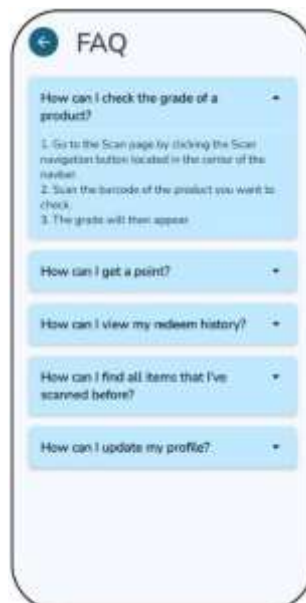 FAQ
How can I check the grade of a
product?
1. Go to the Scan page by clicking the Scan
navigation button located in the center of the
navbar.
2. Scan the barcode of the product you want to
check.
3. The grade will then appear
How can I get a point?
How can I view my redeem history?
How can I find all items that I've
scanned before?
How can I update my profile?